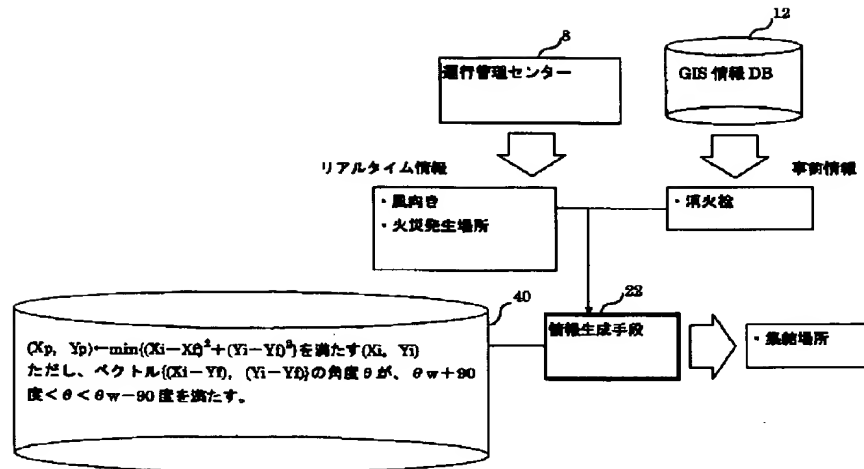 8
12
運行管理センター
GIS 情報 DB
リアルタイム情報
事前情報
・風向き
・火災発生場所
・消火栓
40
22
情報生成手段
・集結場所
(Xp, Yp)←min{(Xi−Xf)²+(Yi−Yf)²}を満たす(Xi, Yi)
ただし、ベクトル{(Xi−Yf), (Yi−Yf)}の角度θが、θw+90
度<θ<θw−90度を満たす。